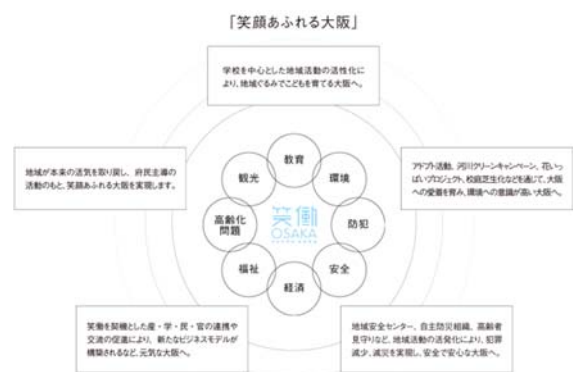 「笑顔あふれる大阪」
学校を中心とした地域活動の活性化に
より、地域ぐるみでこどもを育てる大阪へ。
地域が本来の活気を取り戻し、府民主導の
活動のもと、笑顔あふれる大阪を実現します。
アドプト活動、河川クリーンキャンペーン、花いっ
ぱいプロジェクト、校庭芝生化などを通じて、大阪
への愛着を育み、環境への意識が高い大阪へ。
教育
観光
環境
高齢化
問題
笑働
OSAKA
防犯
福祉
安全
経済
笑働を契機とした産・学・民・官の連携や
交流の促進により、新たなビジネスモデルが
構築されるなど、元気な大阪へ。
地域安全センター、自主防災組織、高齢者
見守りなど、地域活動の活発化により、犯罪
減少、減災を実現し、安全で安心な大阪へ。